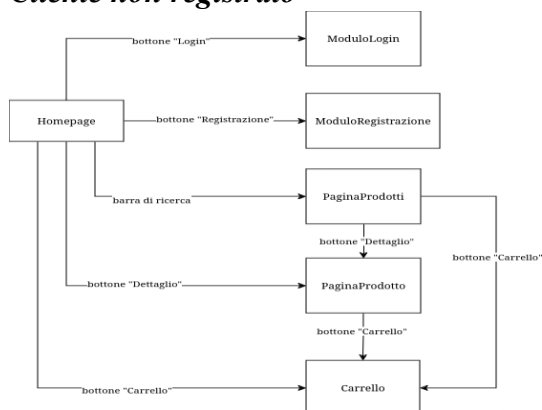 Cliente non registrato
ModuloLogin
bottone "Login"
Homepage
bottone "Registrazione"
ModuloRegistrazione
barra di ricerca
PaginaProdotti
bottone "Dettaglio"
bottone "Carrello"
bottone "Dettaglio"
PaginaProdotto
bottone "Carrello"
bottone "Carrello"
Carrello